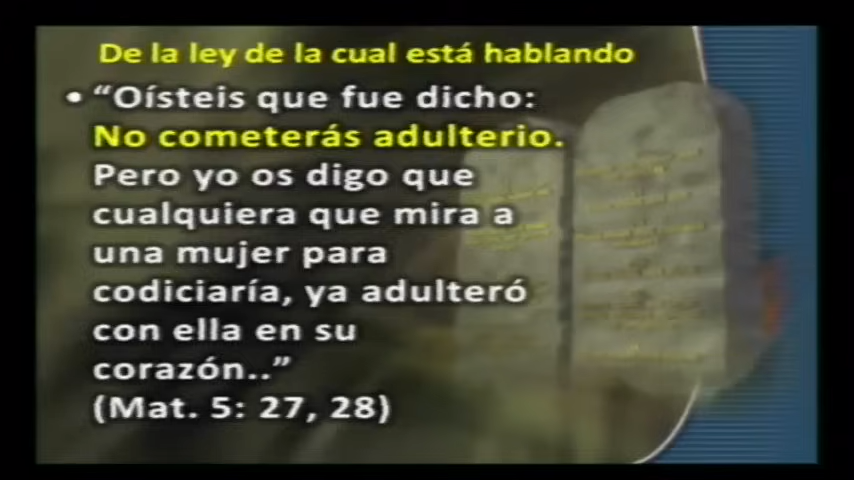 De la ley de la cual está hablando
• “Oísteis que fue dicho:
No cometerás adulterio.
Pero yo os digo que
cualquiera que mira a
una mujer para
codiciaría, ya adulteró
con ella en su
corazón..”
(Mat. 5: 27, 28)